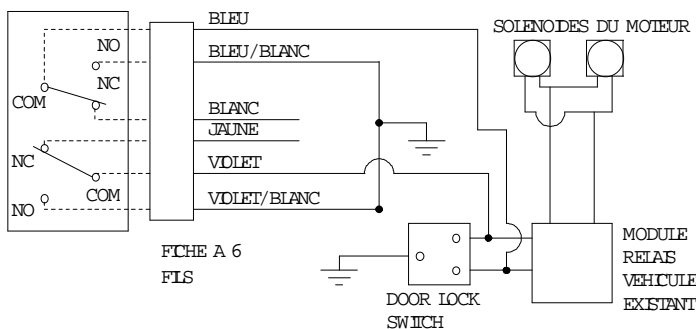 BLEU
SOLENOIDES DU MOTEUR
NO
BLEU/BLANC
NC
COM
BLANC
JAUNE
NC
VIOLET
COM
NO
VIOLET/BLANC
FICHE A 6
FILS
DOOR LOCK
SWITCH
MODULE
RELAIS
VEHICULE
EXISTANT